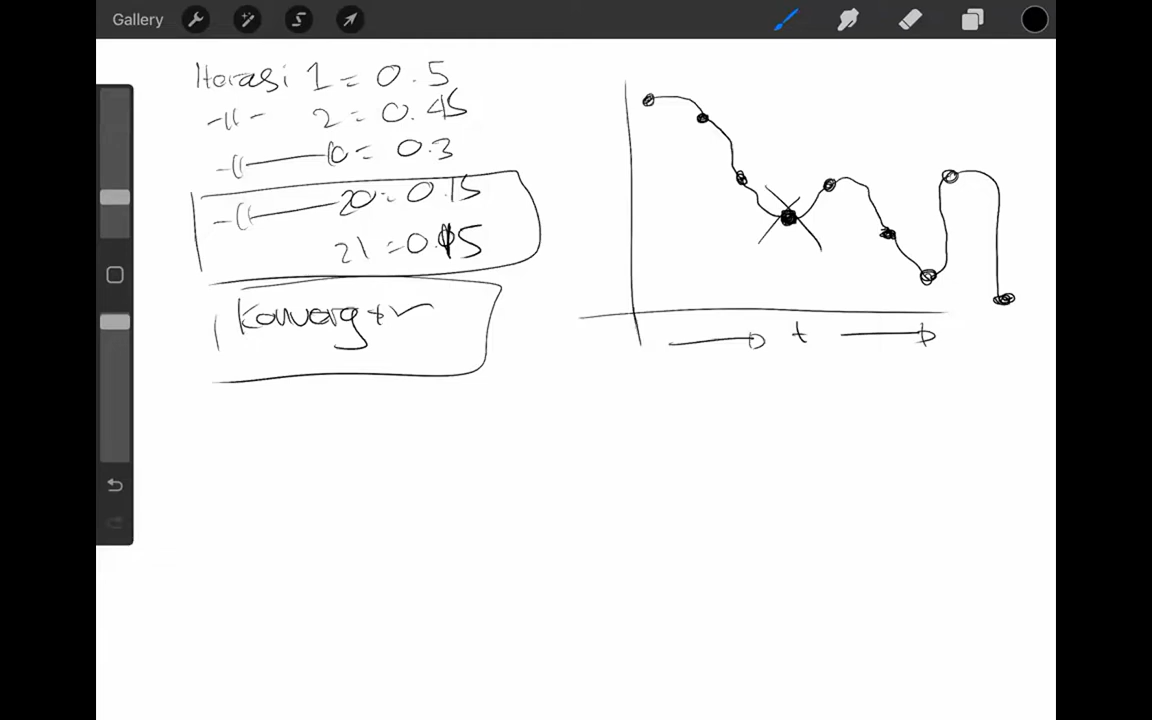 Gallery
Iterasi 1 = 0.5
-11- 2 = 0.45
-11- 10 = 0.3
-11- 20 = 0.15
21 = 0.15
t